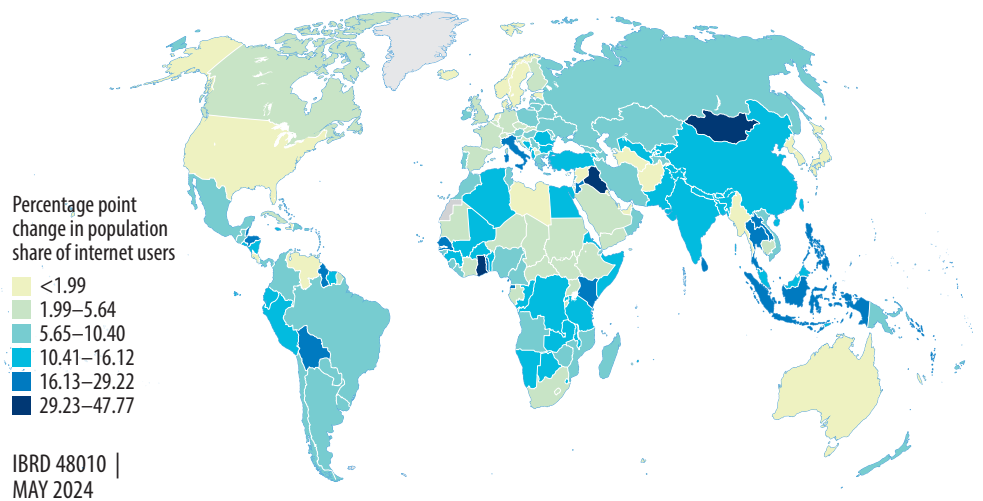 Percentage point
change in population
share of internet users
<1.99
1.99–5.64
5.65–10.40
10.41–16.12
16.13–29.22
29.23–47.77
IBRD 48010 |
MAY 2024